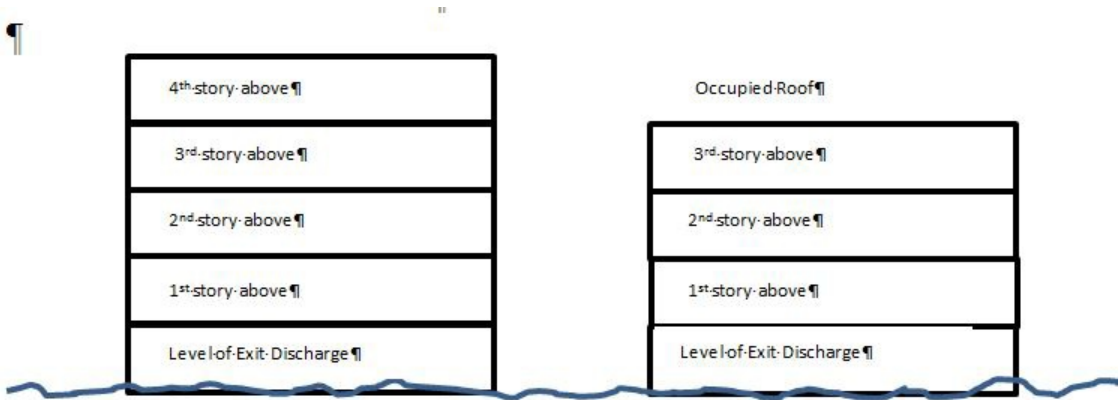 ¶
4th·story·above¶
3rd·story·above¶
2nd·story·above¶
1st·story·above¶
Level·of·Exit·Discharge¶
Occupied·Roof¶
3rd·story·above¶
2nd·story·above¶
1st·story·above¶
Level·of·Exit·Discharge¶